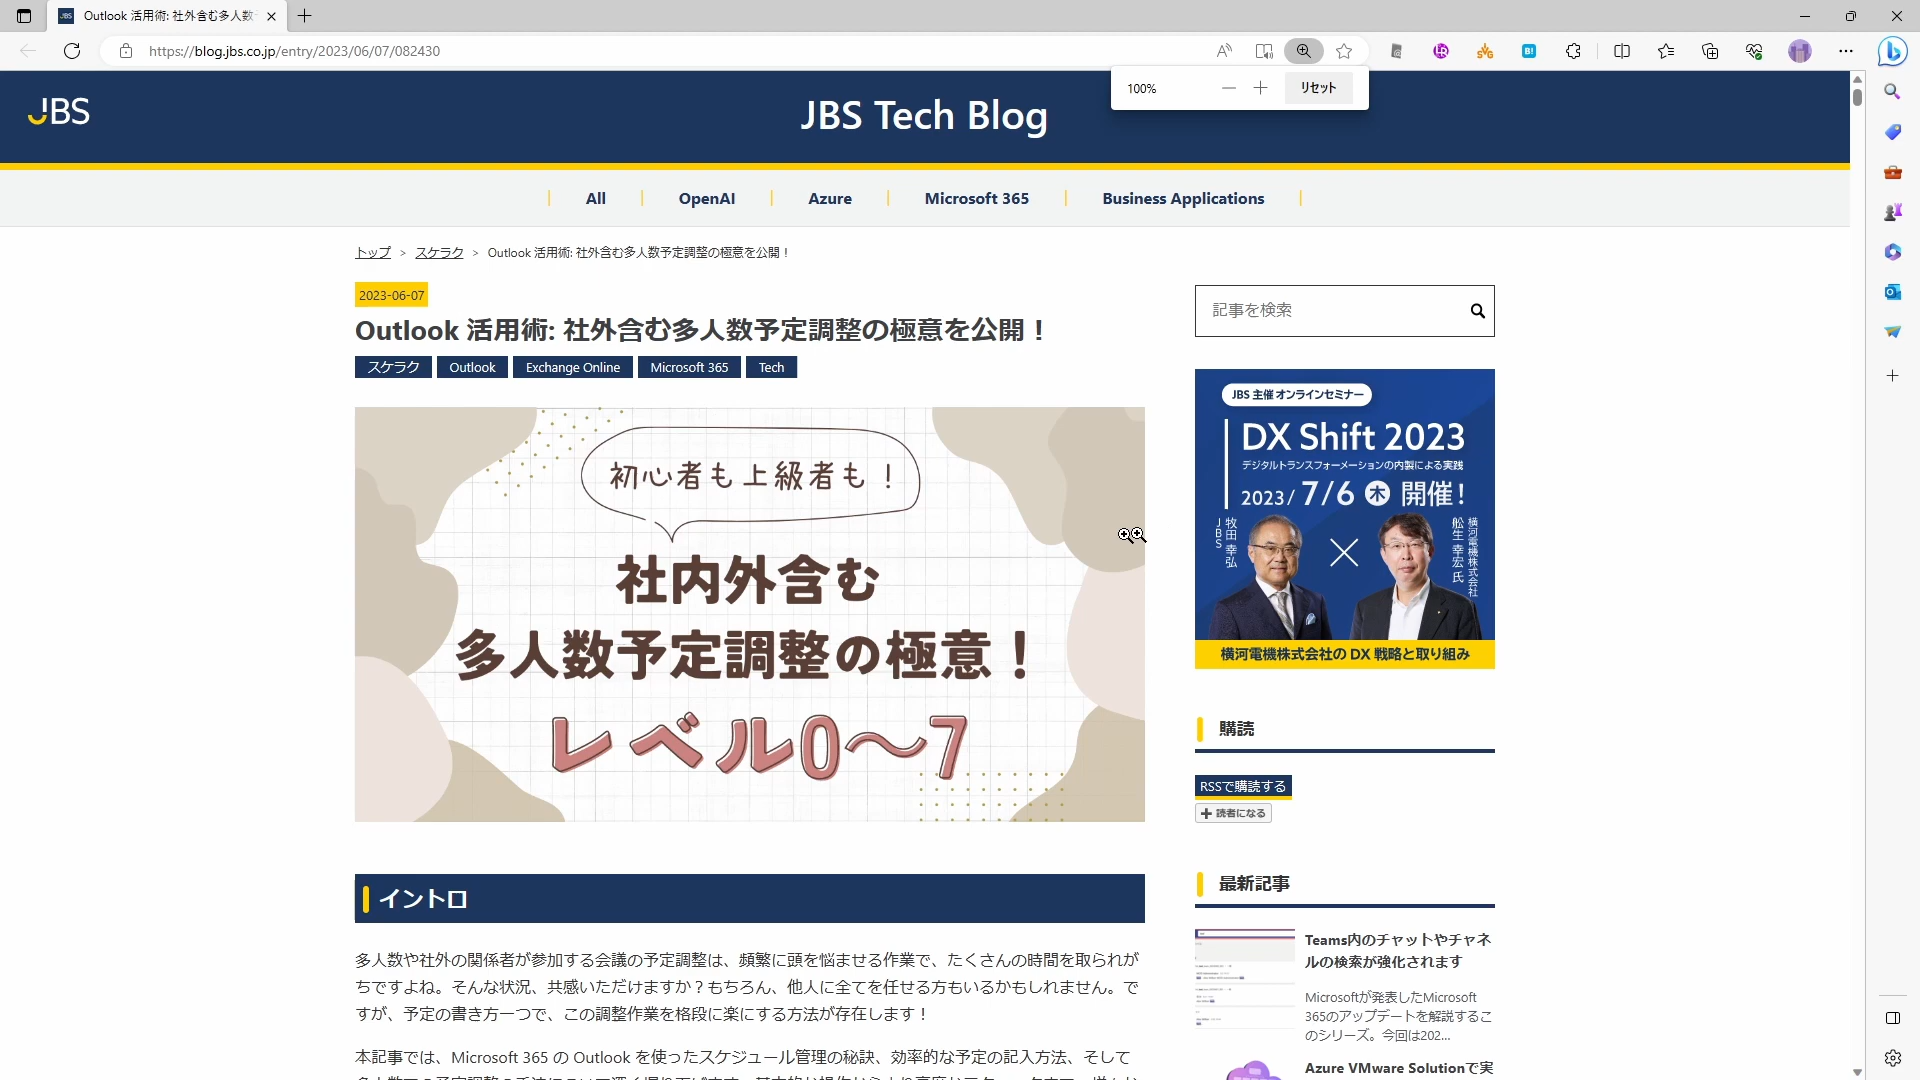 JBS Outlook 活用術: 社外含む多人数
https://blog.jbs.co.jp/entry/2023/06/07/082430
100%
リセット
JBS
JBS Tech Blog
All
OpenAI
Azure
Microsoft 365
Business Applications
トップ > スケラク > Outlook 活用術: 社外含む多人数予定調整の極意を公開！
2023-06-07
Outlook 活用術: 社外含む多人数予定調整の極意を公開！
スケラク Outlook Exchange Online Microsoft 365 Tech
初心者も上級者も！
社内外含む
多人数予定調整の極意！
レベル0〜7
イントロ
多人数や社外の関係者が参加する会議の予定調整は、頻繁に頭を悩ませる作業で、たくさんの時間を取られが
ちですよね。そんな状況、共感いただけますか？もちろん、他人に全てを任せる方もいるかもしれません。で
すが、予定の書き方一つで、この調整作業を格段に楽にする方法が存在します！
本記事では、Microsoft 365 の Outlook を使ったスケジュール管理の秘訣、効率的な予定の記入方法、そして
記事を検索
JBS 主催 オンラインセミナー
DX Shift 2023
デジタルトランスフォーメーションの内製による実践
2023/ 7/6 木 開催！
JBS
牧田 幸弘
横河電機株式会社
舩生 幸宏 氏
横河電機株式会社の DX 戦略と取り組み
購読
RSSで購読する
読者になる
最新記事
Teams内のチャットやチャネ
ルの検索が強化されます
Microsoftが発表したMicrosoft
365のアップデートを解説するこ
のシリーズ。今回は202...
Azure VMware Solutionで実